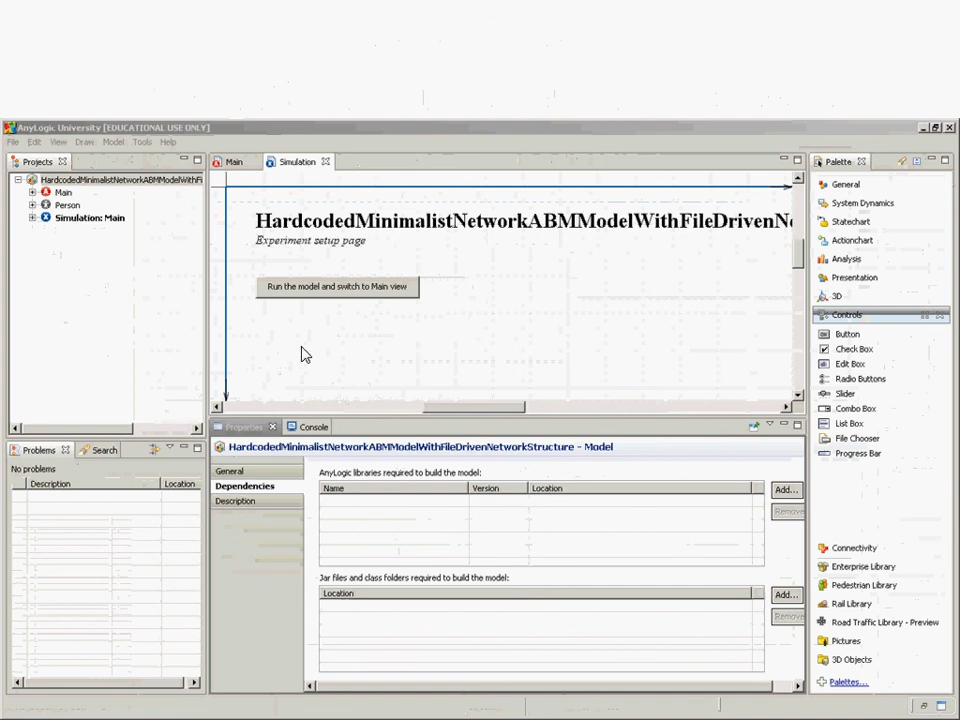 AnyLogic University [EDUCATIONAL USE ONLY]
File Edit View Draw Model Tools Help
Projects
HardcodedMinimalistNetworkABMModelWithFi
Main
Person
Simulation: Main
Main
Simulation
HardcodedMinimalistNetworkABMModelWithFileDrivenNe
Experiment setup page
Run the model and switch to Main view
Problems Search
No problems
Description Location
Properties Console
HardcodedMinimalistNetworkABMModelWithFileDrivenNetworkStructure - Model
General
Dependencies
Description
AnyLogic libraries required to build the model:
Name Version Location
Add...
Remove
Jar files and class folders required to build the model:
Location
Add...
Remove
Palette
General
System Dynamics
Statechart
Actionchart
Analysis
Presentation
3D
Controls
Button
Check Box
Edit Box
Radio Buttons
Slider
Combo Box
List Box
File Chooser
Progress Bar
Connectivity
Enterprise Library
Pedestrian Library
Rail Library
Road Traffic Library - Preview
Pictures
3D Objects
Palettes...